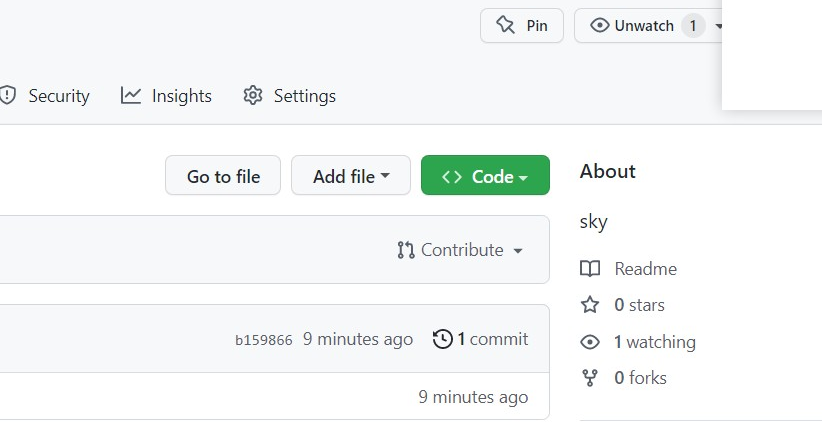 Pin Unwatch 1
Security Insights Settings
Go to file Add file <> Code
About
sky
Contribute
Readme
0 stars
b159866 9 minutes ago 1 commit
1 watching
0 forks
9 minutes ago